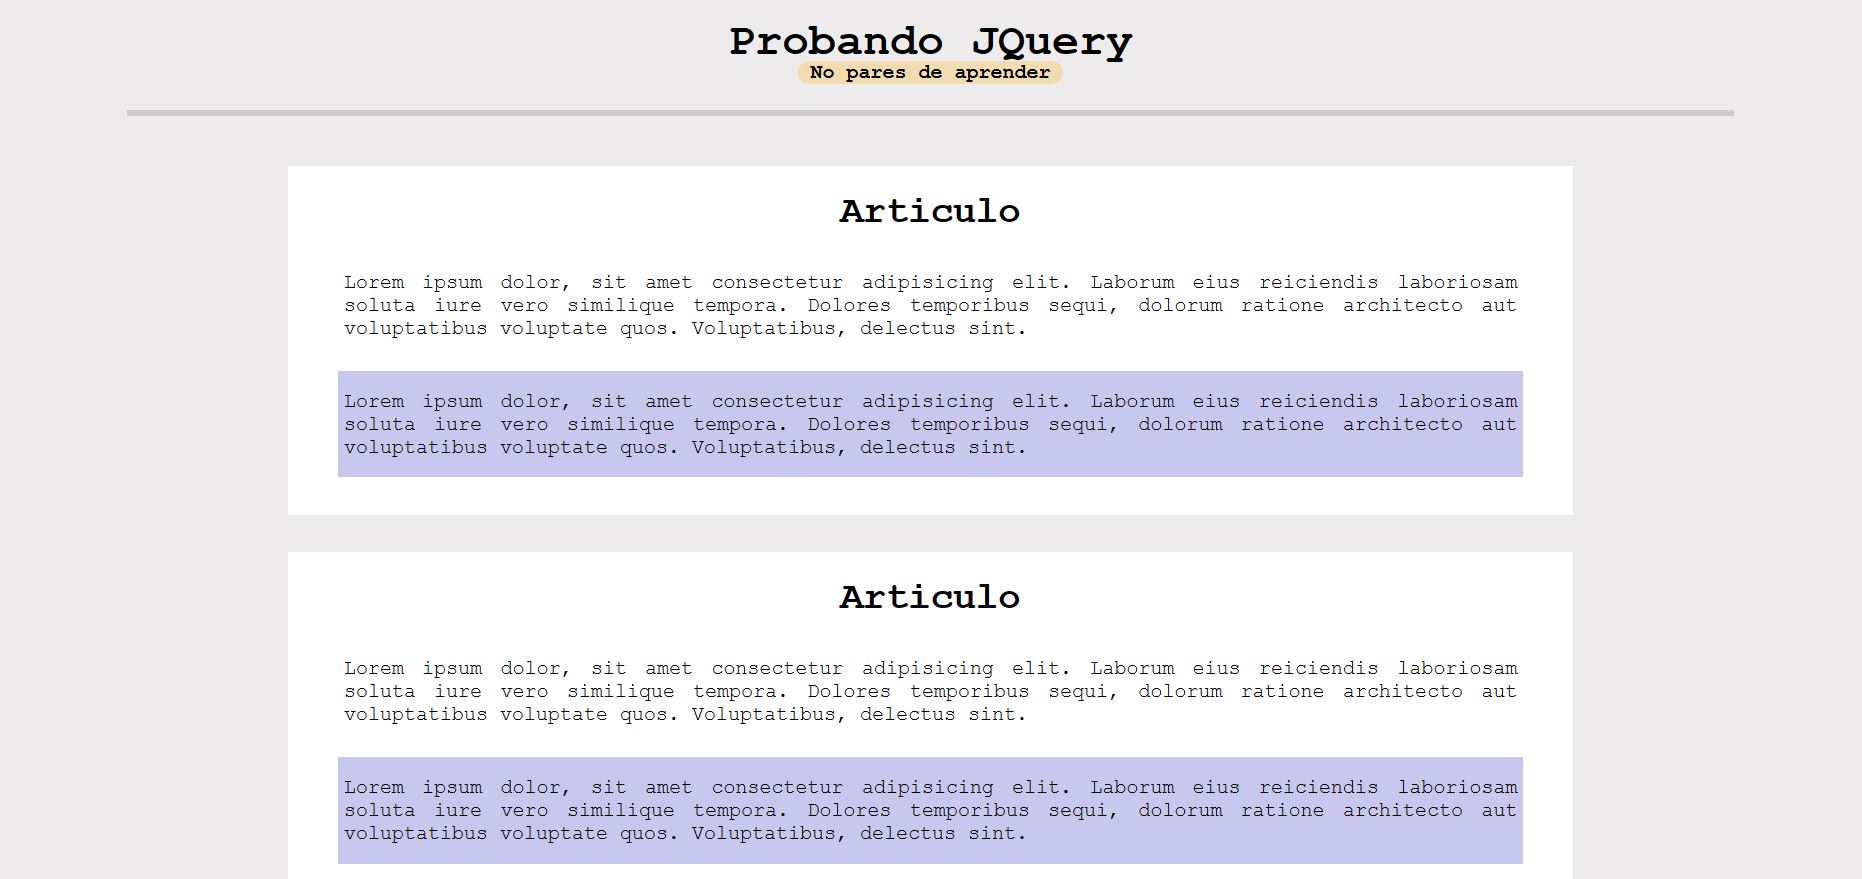 Probando JQuery
No pares de aprender
Articulo
Lorem ipsum dolor, sit amet consectetur adipisicing elit. Laborum eius reiciendis laboriosam
soluta iure vero similique tempora. Dolores temporibus sequi, dolorum ratione architecto aut
voluptatibus voluptate quos. Voluptatibus, delectus sint.
Lorem ipsum dolor, sit amet consectetur adipisicing elit. Laborum eius reiciendis laboriosam
soluta iure vero similique tempora. Dolores temporibus sequi, dolorum ratione architecto aut
voluptatibus voluptate quos. Voluptatibus, delectus sint.
Articulo
Lorem ipsum dolor, sit amet consectetur adipisicing elit. Laborum eius reiciendis laboriosam
soluta iure vero similique tempora. Dolores temporibus sequi, dolorum ratione architecto aut
voluptatibus voluptate quos. Voluptatibus, delectus sint.
Lorem ipsum dolor, sit amet consectetur adipisicing elit. Laborum eius reiciendis laboriosam
soluta iure vero similique tempora. Dolores temporibus sequi, dolorum ratione architecto aut
voluptatibus voluptate quos. Voluptatibus, delectus sint.